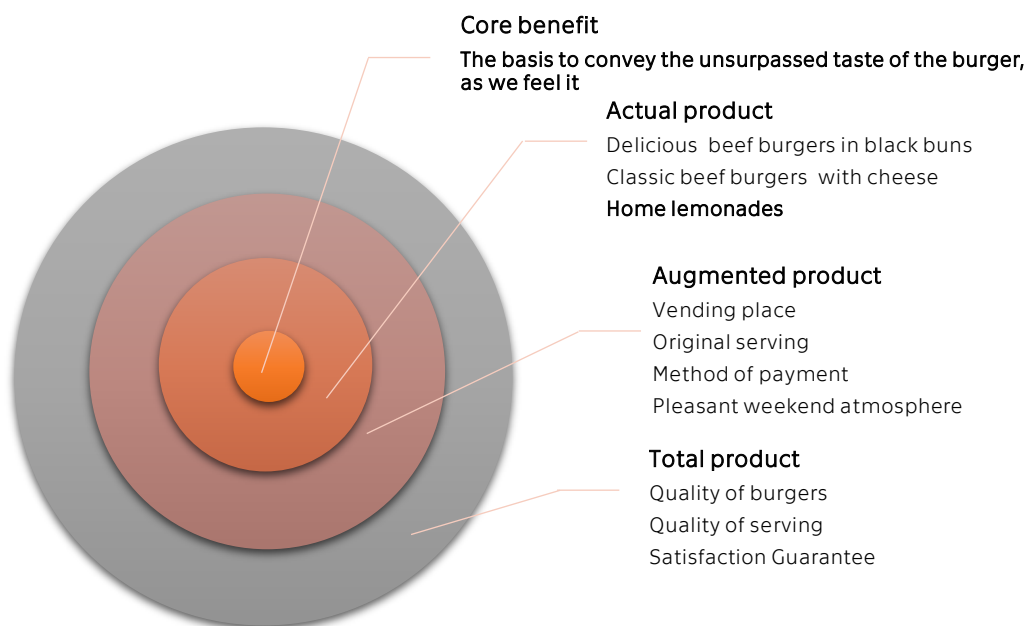 Core benefit
The basis to convey the unsurpassed taste of the burger,
as we feel it
Actual product
Delicious  beef burgers in black buns
Classic beef burgers  with cheese
Home lemonades
Augmented product
Vending place
Original serving
Method of payment
Pleasant weekend atmosphere
Total product
Quality of burgers
Quality of serving
Satisfaction Guarantee